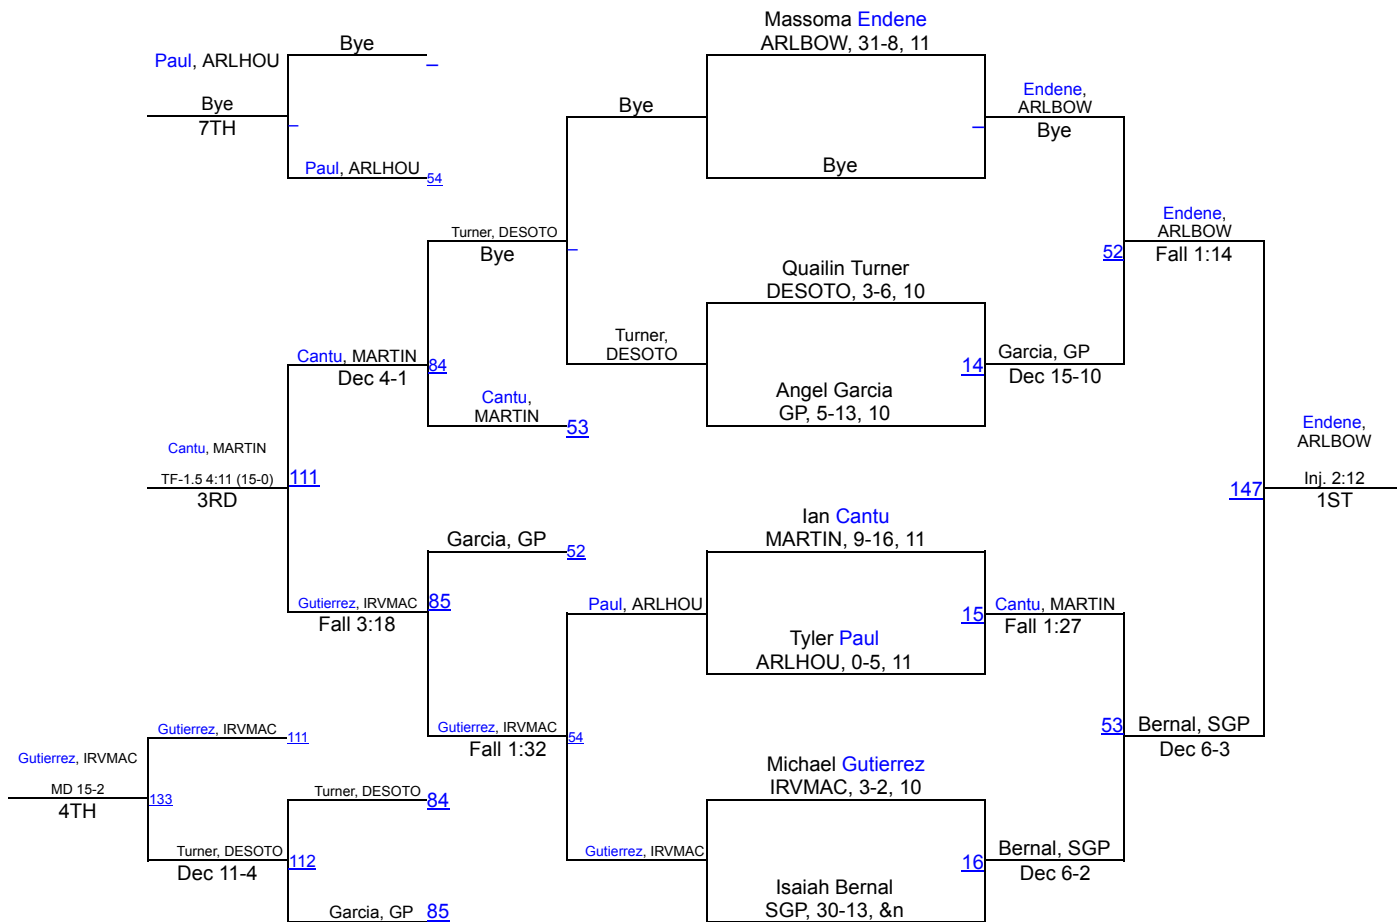 Massoma Endene
ARLBOW, 31-8, 11
Bye
Paul, ARLHOU
Bye
7TH
Paul, ARLHOU
54
Bye
Bye
Endene,
ARLBOW
Bye
Turner, DESOTO
Bye
Quailin Turner
DESOTO, 3-6, 10
Turner,
DESOTO
Angel Garcia
GP, 5-13, 10
14
Garcia, GP
Dec 15-10
52
Endene,
ARLBOW
Fall 1:14
Cantu, MARTIN
Dec 4-1
84
Cantu,
MARTIN
53
Cantu, MARTIN
TF-1.5 4:11 (15-0)
3RD
111
Garcia, GP
52
Gutierrez, IRVMAC
Fall 3:18
85
Ian Cantu
MARTIN, 9-16, 11
Paul, ARLHOU
Tyler Paul
ARLHOU, 0-5, 11
15
Cantu, MARTIN
Fall 1:27
147
Endene,
ARLBOW
Inj. 2:12
1ST
Gutierrez, IRVMAC
Fall 1:32
54
Michael Gutierrez
IRVMAC, 3-2, 10
Gutierrez, IRVMAC
Isaiah Bernal
SGP, 30-13, &n
16
Bernal, SGP
Dec 6-2
53
Bernal, SGP
Dec 6-3
Gutierrez, IRVMAC
111
Gutierrez, IRVMAC
MD 15-2
4TH
133
Turner, DESOTO
84
Turner, DESOTO
Dec 11-4
112
Garcia, GP
85